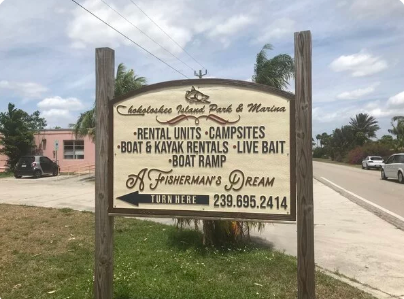 Chokoloskee Island Park & Marina
•RENTAL UNITS •CAMPSITES
•BOAT & KAYAK RENTALS •LIVE BAIT
•BOAT RAMP
A Fisherman's Dream
TURN HERE 239.695.2414